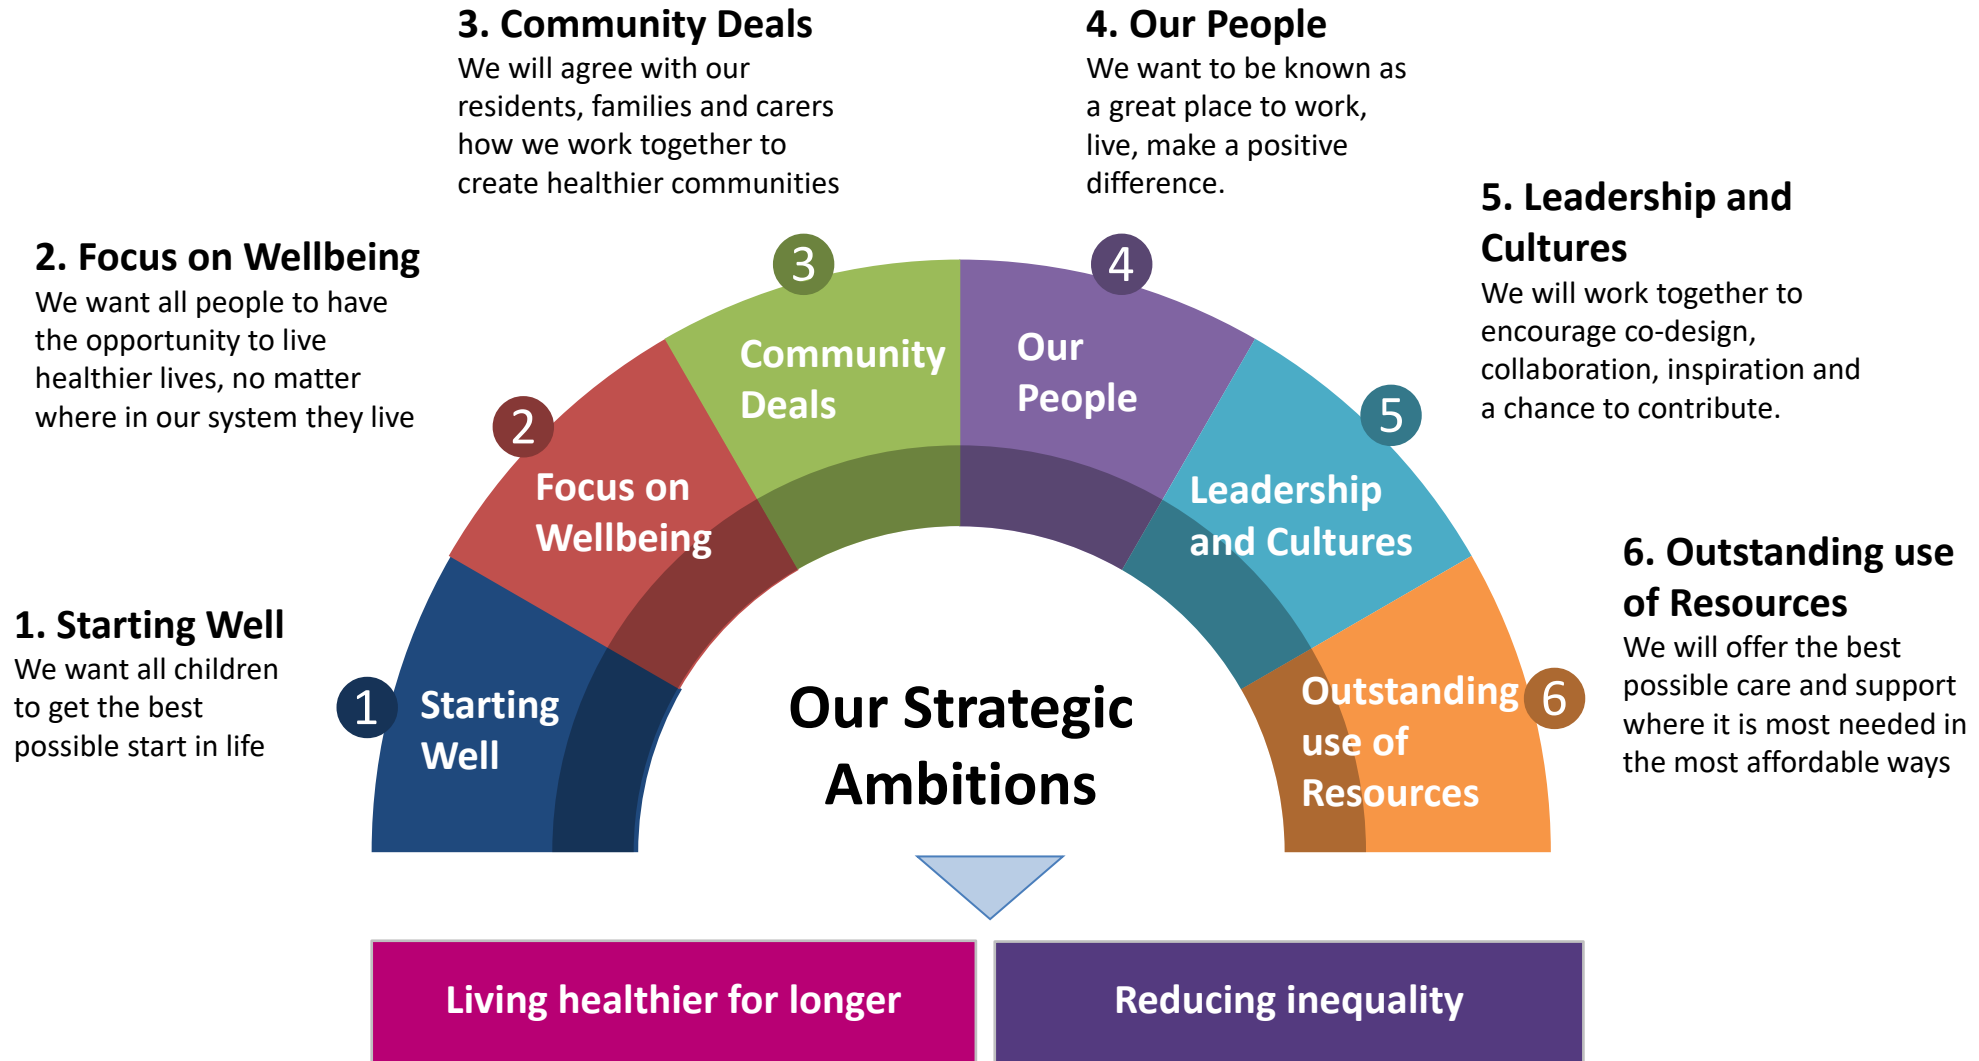 3. Community Deals
We will agree with our
residents, families and carers
how we work together to
create healthier communities
4. Our People
We want to be known as
a great place to work,
live, make a positive
difference.
5. Leadership and
Cultures
We will work together to
encourage co-design,
collaboration, inspiration and
a chance to contribute.
2. Focus on Wellbeing
We want all people to have
the opportunity to live
healthier lives, no matter
where in our system they live
6. Outstanding use
of Resources
We will offer the best
possible care and support
where it is most needed in
the most affordable ways
1. Starting Well
We want all children
to get the best
possible start in life
1
Starting
Well
2
Focus on
Wellbeing
3
Community
Deals
4
Our
People
5
Leadership
and Cultures
6
Outstanding
use of
Resources
Our Strategic
Ambitions
Living healthier for longer
Reducing inequality